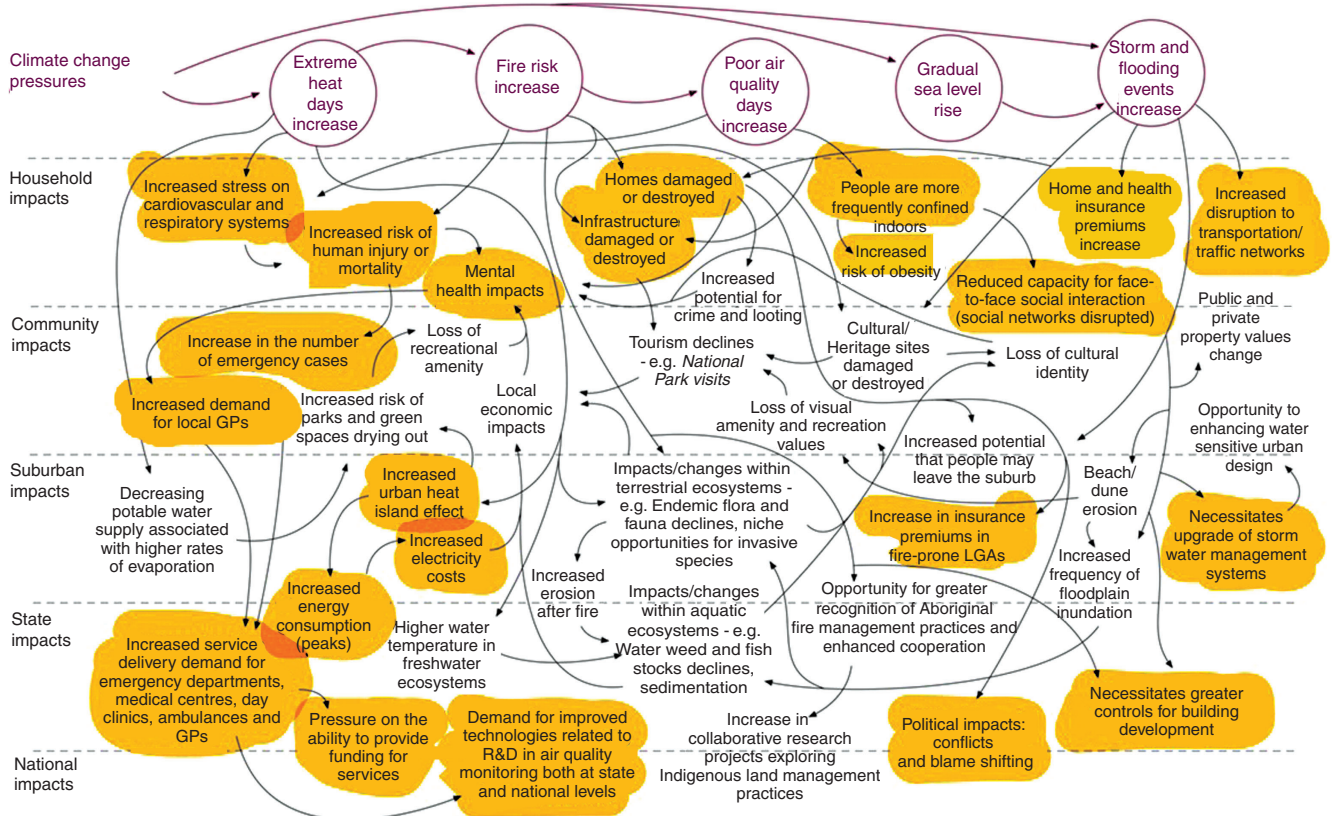 Climate change
pressures
Extreme
heat
days
increase
Fire risk
increase
Poor air
quality
days
increase
Gradual
sea level
rise
Storm and
flooding
events
increase
Household
impacts
Increased stress on
cardiovascular and
respiratory systems
Increased risk of
human injury or
mortality
Mental
health impacts
Homes damaged
or destroyed
Infrastructure
damaged or
destroyed
Increased
potential for
crime and looting
People are more
frequently confined
indoors
Increased
risk of obesity
Reduced capacity for face-
to-face social interaction
(social networks disrupted)
Home and health
insurance
premiums
increase
Increased
disruption to
transportation/
traffic networks
Community
impacts
Increase in the number
of emergency cases
Loss of
recreational
amenity
Increased demand
for local GPs
Increased risk of
parks and green
spaces drying out
Local
economic
impacts
Tourism declines
- e.g. National
Park visits
Cultural/
Heritage sites
damaged
or destroyed
Loss of cultural
identity
Public and
private
property values
change
Loss of visual
amenity and recreation
values
Increased potential
that people may
leave the suburb
Opportunity to
enhancing water
sensitive urban
design
Suburban
impacts
Decreasing
potable water
supply associated
with higher rates
of evaporation
Increased
urban heat
island effect
Increased
electricity
costs
Increased
energy
consumption
(peaks)
Impacts/changes within
terrestrial ecosystems -
e.g. Endemic flora and
fauna declines, niche
opportunities for invasive
species
Increased
erosion
after fire
Increase in insurance
premiums in
fire-prone LGAs
Beach/
dune
erosion
Increased
frequency of
floodplain
inundation
Necessitates
upgrade of storm
water management
systems
State
impacts
Increased service
delivery demand for
emergency departments,
medical centres, day
clinics, ambulances and
GPs
Higher water
temperature in
freshwater
ecosystems
Impacts/changes
within aquatic
ecosystems - e.g.
Water weed and fish
stocks declines,
sedimentation
Opportunity for greater
recognition of Aboriginal
fire management practices and
enhanced cooperation
Necessitates greater
controls for building
development
Pressure on the
ability to provide
funding for
services
Demand for improved
technologies related to
R&D in air quality
monitoring both at state
and national levels
Increase in
collaborative research
projects exploring
Indigenous land management
practices
Political impacts:
conflicts
and blame shifting
National
impacts